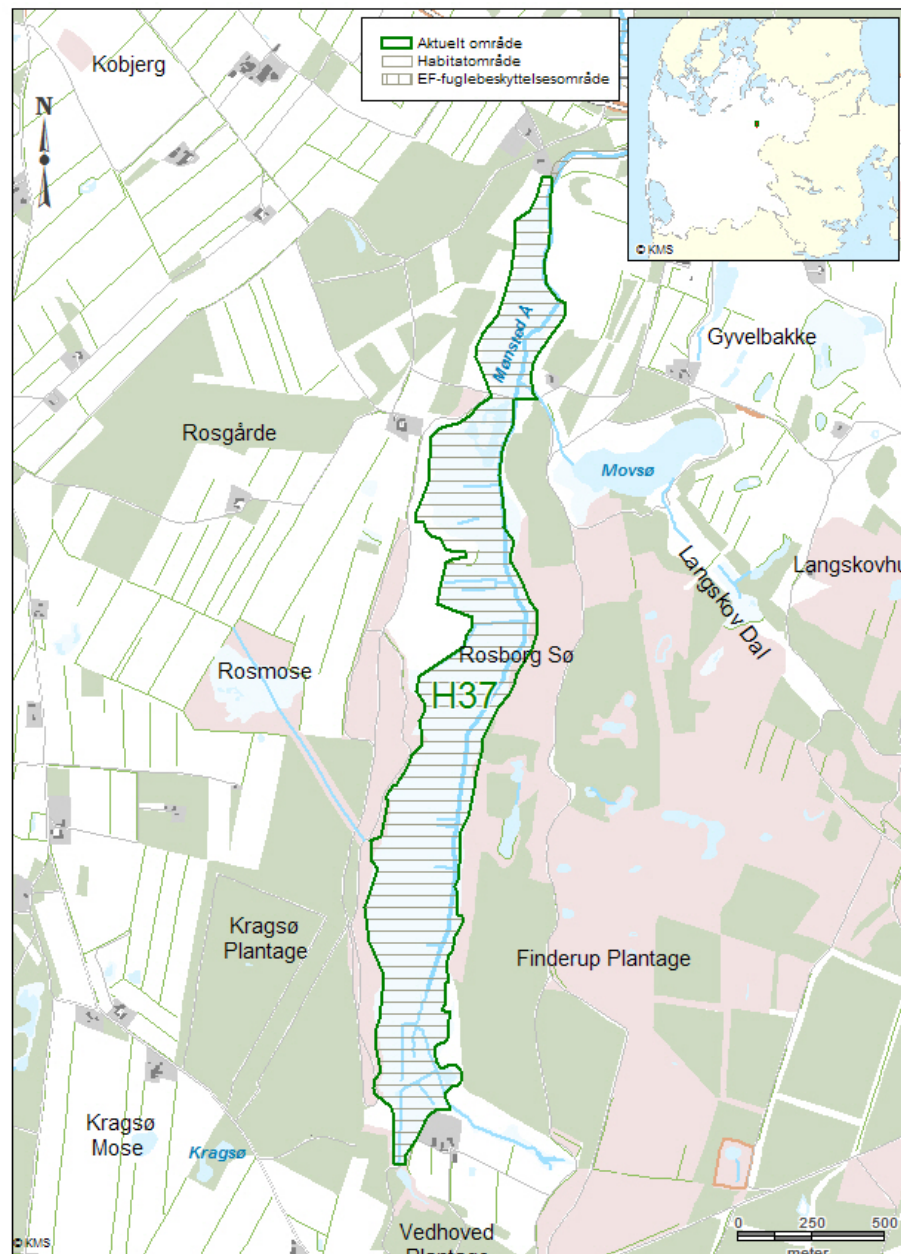 Aktuelt område
Habitatområde
EF-fuglebeskyttelsesområde
Kobjerg
N
© KMS
Mønsted Å
Gyvelbakke
Rosgårde
Movsø
Langskov Dal
Langskovhu
Rosborg Sø
Rosmose
H37
Kragsø
Plantage
Finderup Plantage
Kragsø
Mose
Kragsø
Vedhoved
Plantage
0 250 500
meter
© KMS